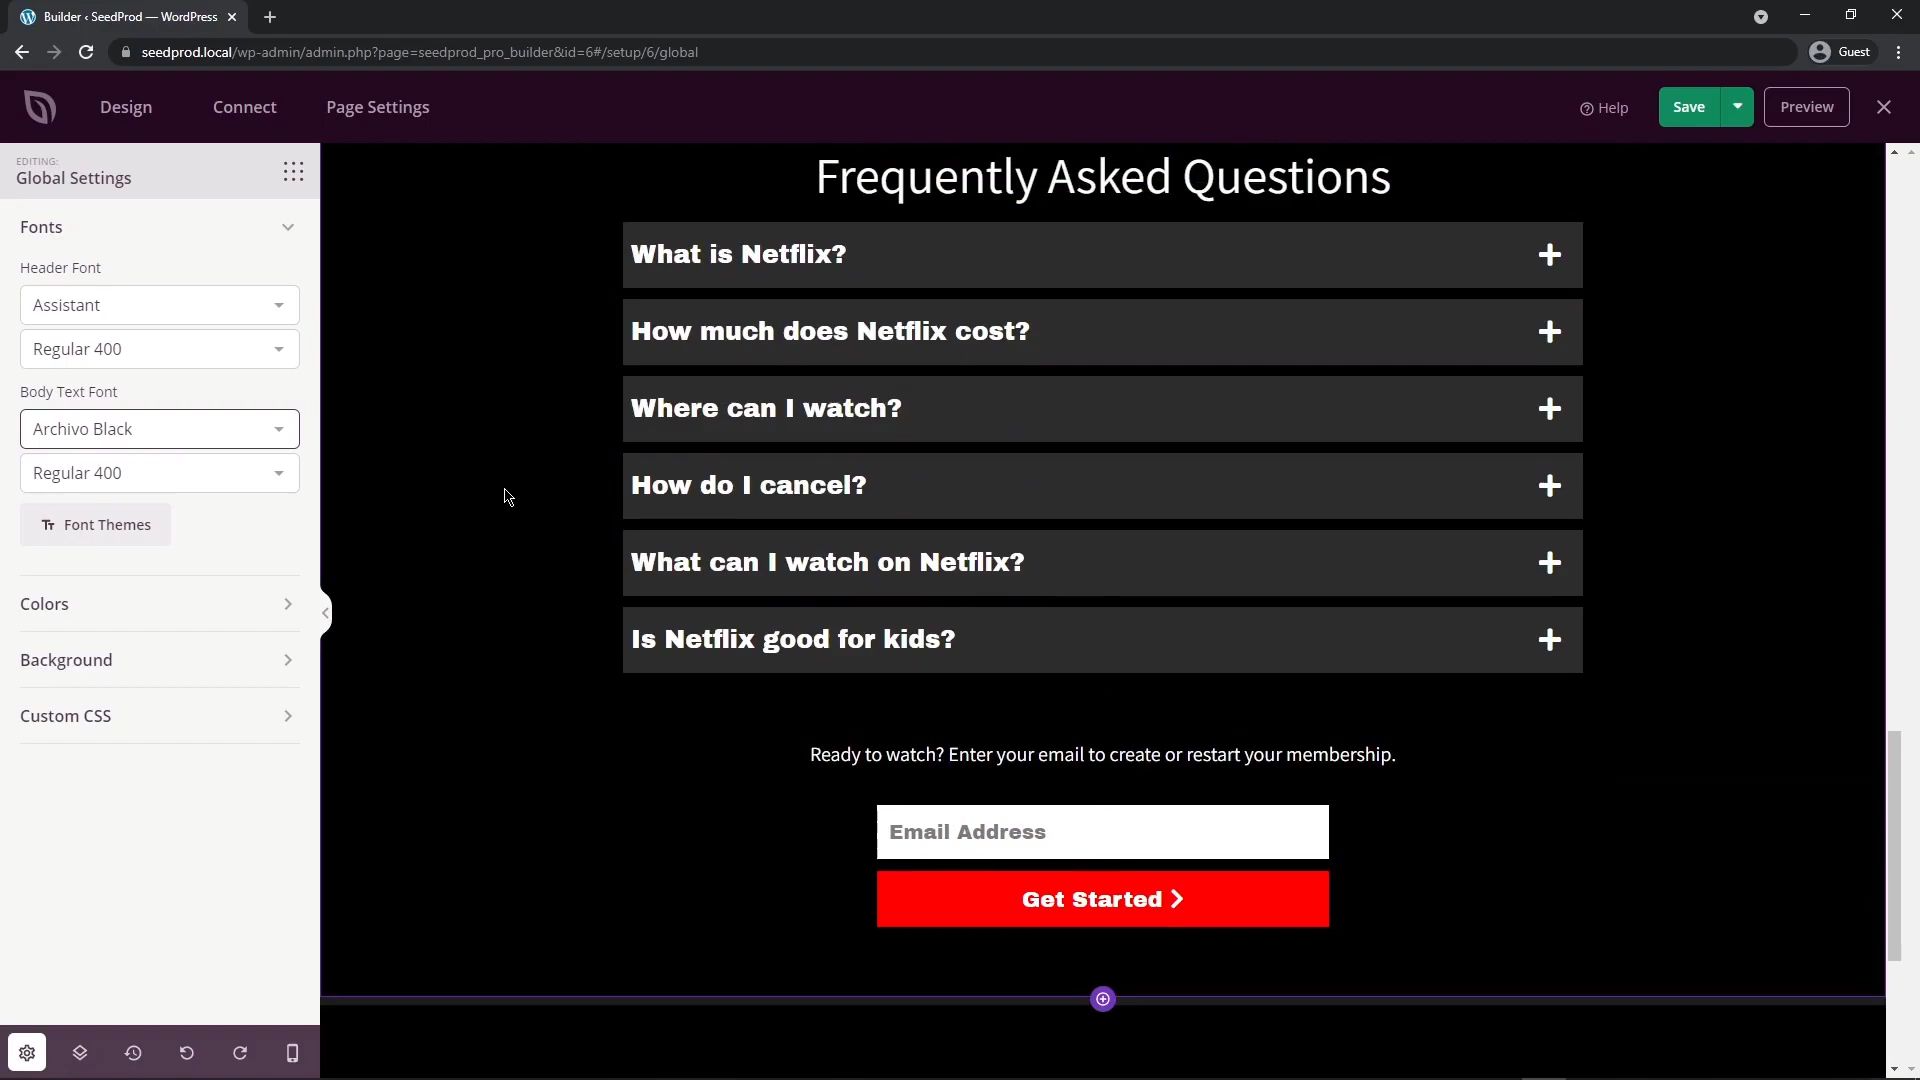 Builder ‹ SeedProd — WordPress
seedprod.local/wp-admin/admin.php?page=seedprod_pro_builder&id=6#/setup/6/global
Guest
Design
Connect
Page Settings
Help
Save
Preview
EDITING:
Global Settings
Fonts
Header Font
Assistant
Regular 400
Body Text Font
Archivo Black
Regular 400
Tт Font Themes
Colors
Background
Custom CSS
Frequently Asked Questions
What is Netflix?
How much does Netflix cost?
Where can I watch?
How do I cancel?
What can I watch on Netflix?
Is Netflix good for kids?
Ready to watch? Enter your email to create or restart your membership.
Email Address
Get Started